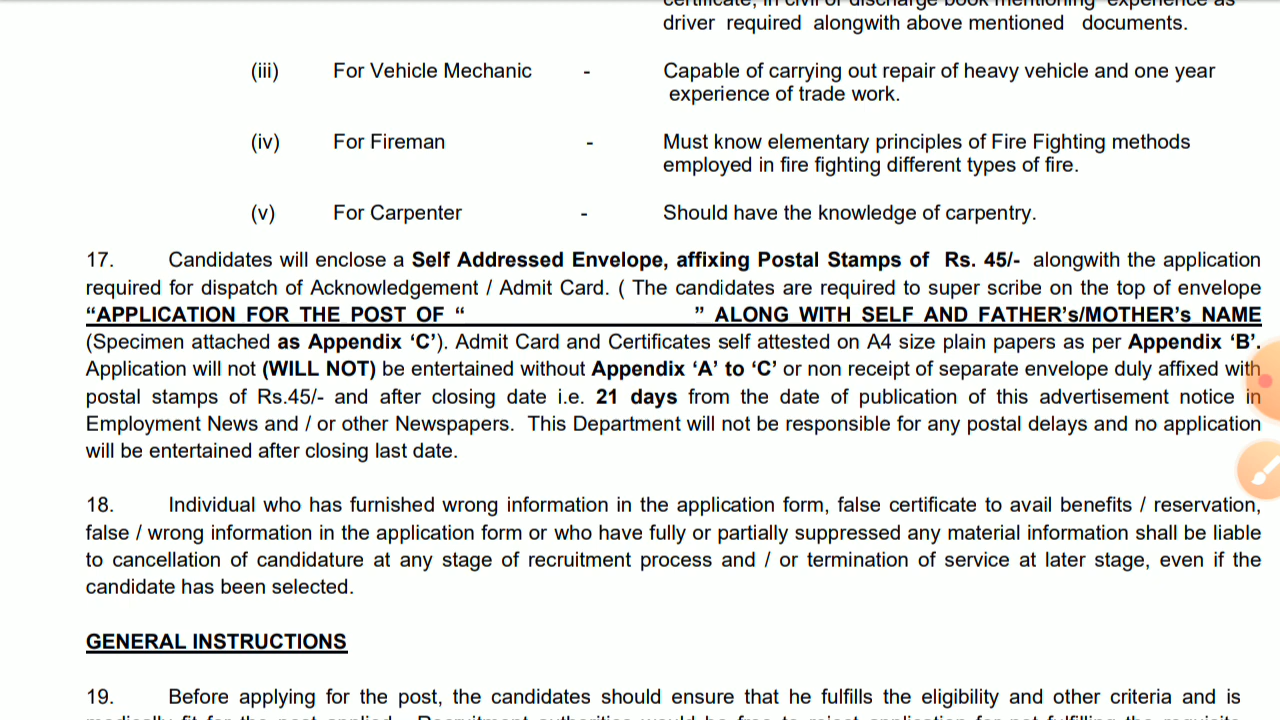 certificate, in civil or discharge book mentioning experience as
driver required alongwith above mentioned documents.
(iii) For Vehicle Mechanic - Capable of carrying out repair of heavy vehicle and one year
experience of trade work.
(iv) For Fireman - Must know elementary principles of Fire Fighting methods
employed in fire fighting different types of fire.
(v) For Carpenter - Should have the knowledge of carpentry.
17. Candidates will enclose a Self Addressed Envelope, affixing Postal Stamps of Rs. 45/- alongwith the application
required for dispatch of Acknowledgement / Admit Card. ( The candidates are required to super scribe on the top of envelope
“APPLICATION FOR THE POST OF “ ” ALONG WITH SELF AND FATHER’s/MOTHER’s NAME
(Specimen attached as Appendix ‘C’). Admit Card and Certificates self attested on A4 size plain papers as per Appendix ‘B’.
Application will not (WILL NOT) be entertained without Appendix ‘A’ to ‘C’ or non receipt of separate envelope duly affixed with
postal stamps of Rs.45/- and after closing date i.e. 21 days from the date of publication of this advertisement notice in
Employment News and / or other Newspapers. This Department will not be responsible for any postal delays and no application
will be entertained after closing last date.
18. Individual who has furnished wrong information in the application form, false certificate to avail benefits / reservation,
false / wrong information in the application form or who have fully or partially suppressed any material information shall be liable
to cancellation of candidature at any stage of recruitment process and / or termination of service at later stage, even if the
candidate has been selected.
GENERAL INSTRUCTIONS
19. Before applying for the post, the candidates should ensure that he fulfills the eligibility and other criteria and is